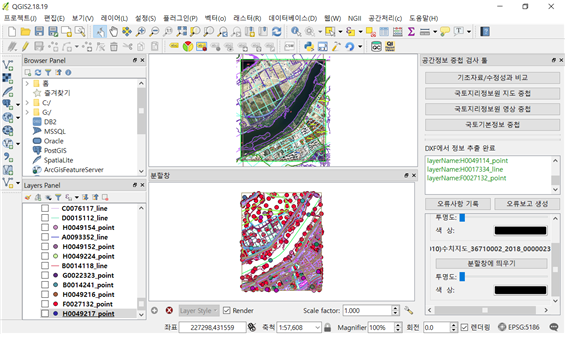 QGIS2.18.19
프로젝트(J) 편집(E) 보기(V) 레이어(L) 설정(S) 플러그인(P) 벡터(o) 래스터(R) 데이터베이스(D) 웹(W) NGII 공간처리(c) 도움말(H)
Browser Panel
홈
즐겨찾기
C:/
G:/
DB2
MSSQL
Oracle
PostGIS
SpatiaLite
ArcGisFeatureServer
Layers Panel
C0016117_line
D0015112_line
H0049154_point
A0093352_line
H0049152_point
H0049224_point
B0014118_line
G0022323_point
B0014241_point
H0049216_point
F0027132_point
H0049217_point
분할창
Layer Style
Render
Scale factor:
1.000
공간정보 중첩 검사 툴
기초자료/수정성과 비교
국토지리정보원 지도 중첩
국토지리정보원 영상 중첩
국토기본정보 중첩
DXF에서 정보 추출 완료
layerName:H0049114_point
layerName:H0017334_line
layerName:F0027132_point
오류사항 기록
오류보고 생성
투명도:
색 상:
010)수치지도_36710002_2018_0000023
분할창에 띄우기
투명도:
색 상:
좌표
227298,431559
축척
1:57,608
Magnifier
100%
회전
0.0
렌더링
EPSG:5186